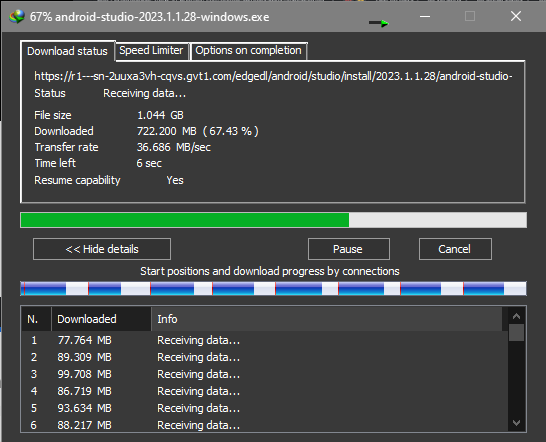 67% android-studio-2023.1.1.28-windows.exe
Download status Speed Limiter Options on completion
https://r1---sn-2uuxa3vh-cqvs.gvt1.com/edgedl/android/studio/install/2023.1.1.28/android-studio-
Status Receiving data...
File size 1.044 GB
Downloaded 722.200 MB ( 67.43 % )
Transfer rate 36.686 MB/sec
Time left 6 sec
Resume capability Yes
<< Hide details Pause Cancel
Start positions and download progress by connections
N. Downloaded Info
1 77.764 MB Receiving data...
2 89.309 MB Receiving data...
3 99.708 MB Receiving data...
4 86.719 MB Receiving data...
5 93.634 MB Receiving data...
6 88.217 MB Receiving data...